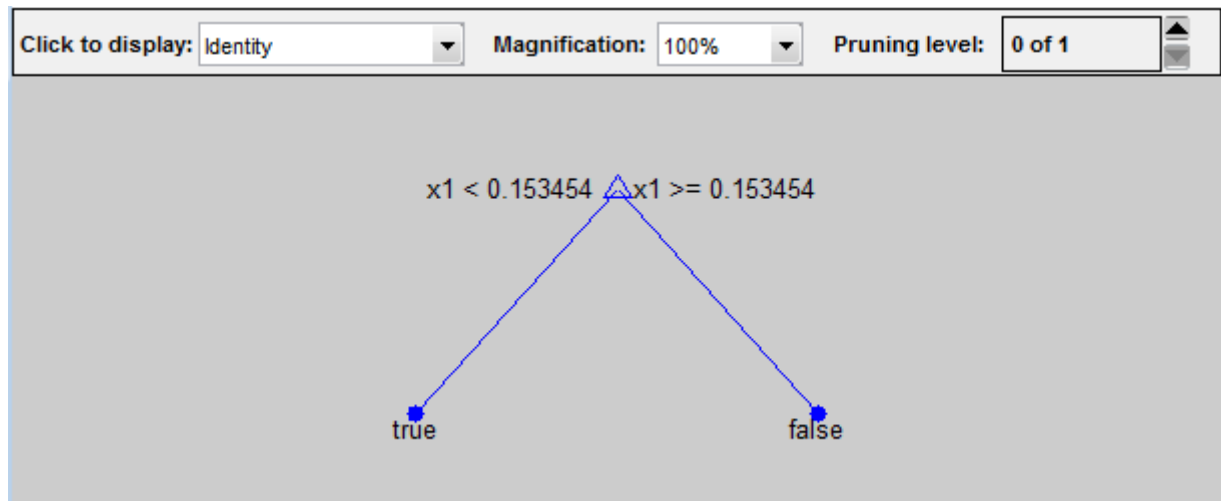 Click to display: Identity Magnification: 100% Pruning level: 0 of 1
x1 < 0.153454 x1 >= 0.153454
true false